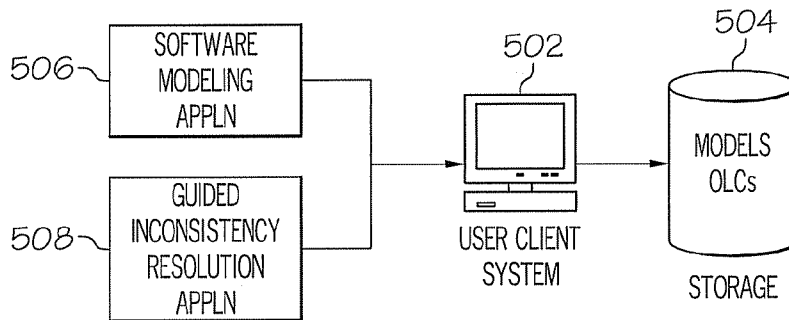 506
SOFTWARE
MODELING
APPLN
508
GUIDED
INCONSISTENCY
RESOLUTION
APPLN
502
USER CLIENT
SYSTEM
504
MODELS
OLCs
STORAGE